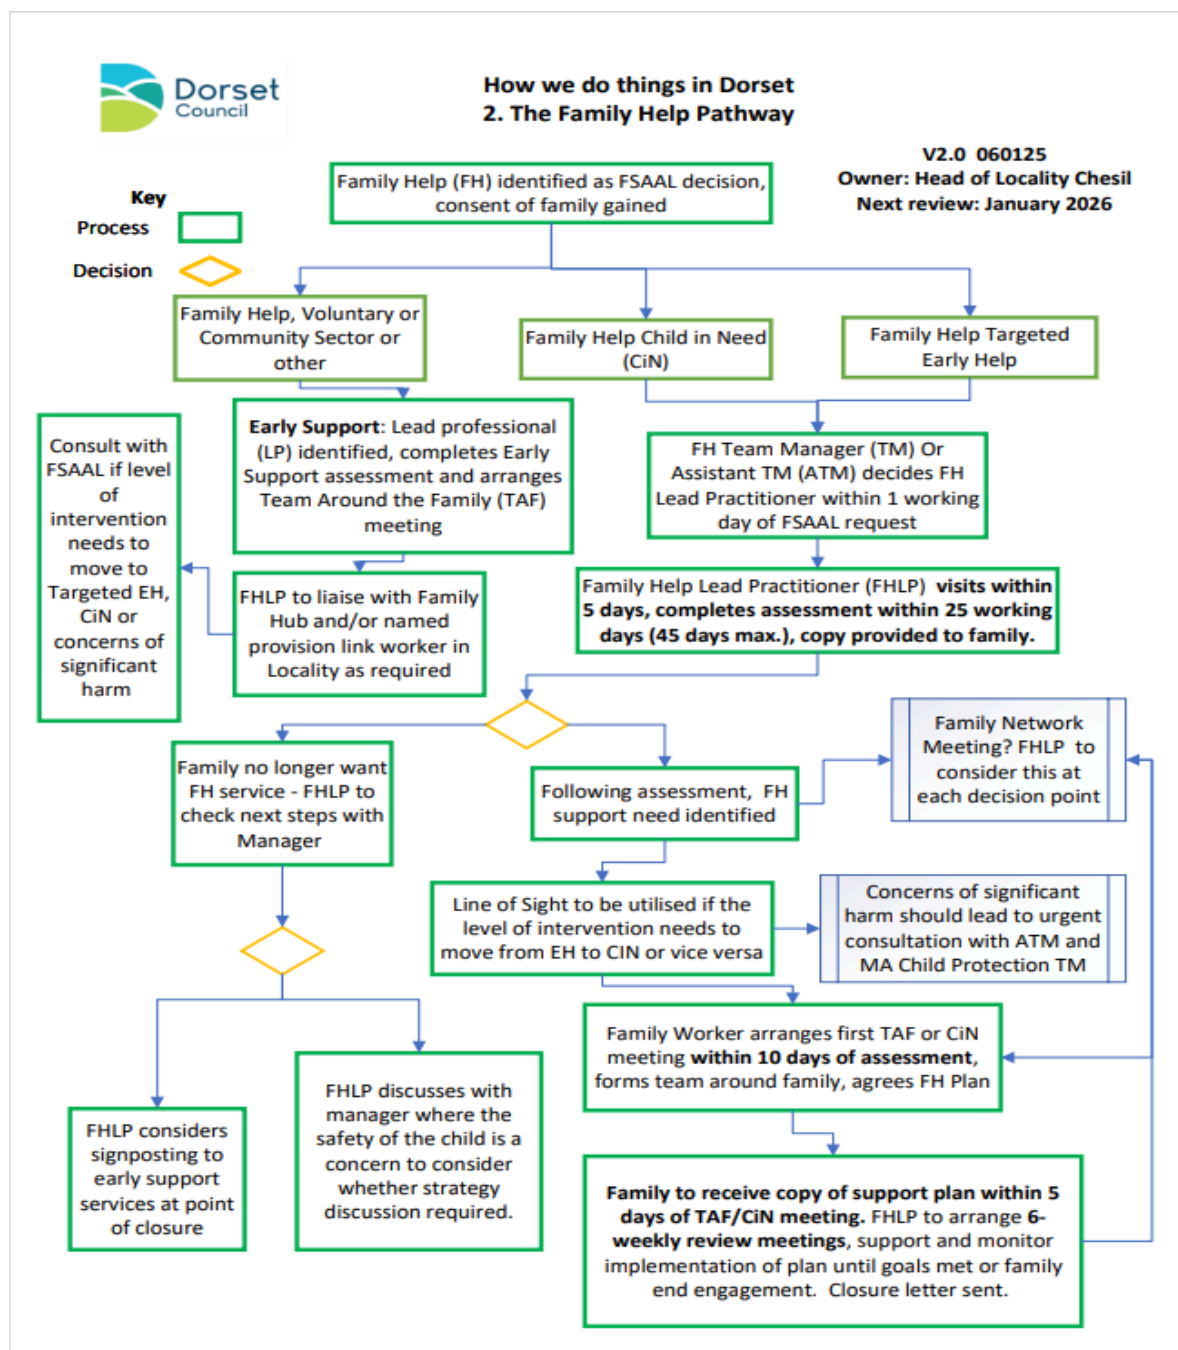 Dorset
Council
How we do things in Dorset
2. The Family Help Pathway
V2.0 060125
Owner: Head of Locality Chesil
Next review: January 2026
Key
Process
Decision
Family Help (FH) identified as FSAAL decision,
consent of family gained
Family Help, Voluntary or
Community Sector or
other
Family Help Child in Need
(CiN)
Family Help Targeted
Early Help
Consult with
FSAAL if level
of
intervention
needs to
move to
Targeted EH,
CiN or
concerns of
significant
harm
Early Support: Lead professional
(LP) identified, completes Early
Support assessment and arranges
Team Around the Family (TAF)
meeting
FH Team Manager (TM) Or
Assistant TM (ATM) decides FH
Lead Practitioner within 1 working
day of FSAAL request
FHLP to liaise with Family
Hub and/or named
provision link worker in
Locality as required
Family Help Lead Practitioner (FHLP) visits within
5 days, completes assessment within 25 working
days (45 days max.), copy provided to family.
Family no longer want
FH service - FHLP to
check next steps with
Manager
Following assessment, FH
support need identified
Family Network
Meeting? FHLP to
consider this at
each decision point
Line of Sight to be utilised if the
level of intervention needs to
move from EH to CIN or vice versa
Concerns of significant
harm should lead to urgent
consultation with ATM and
MA Child Protection TM
Family Worker arranges first TAF or CiN
meeting within 10 days of assessment,
forms team around family, agrees FH Plan
FHLP considers
signposting to
early support
services at point
of closure
FHLP discusses with
manager where the
safety of the child is a
concern to consider
whether strategy
discussion required.
Family to receive copy of support plan within 5
days of TAF/CiN meeting. FHLP to arrange 6-
weekly review meetings, support and monitor
implementation of plan until goals met or family
end engagement. Closure letter sent.